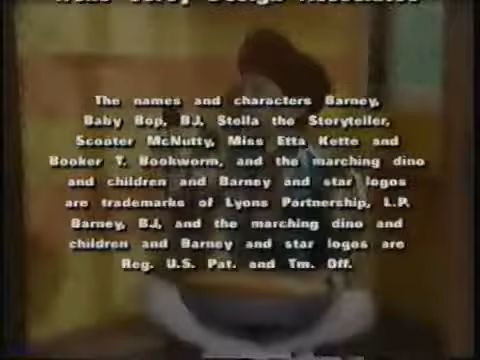 The names and characters Barney,
Baby Bop, BJ, Stella the Storyteller,
Scooter McNutty, Miss Etta Kette and
Booker T. Bookworm, and the marching dino
and children and Barney and star logos
are trademarks of Lyons Partnership, L.P.
Barney, BJ, and the marching dino and
children and Barney and star logos are
Reg. U.S. Pat. and Tm. Off.